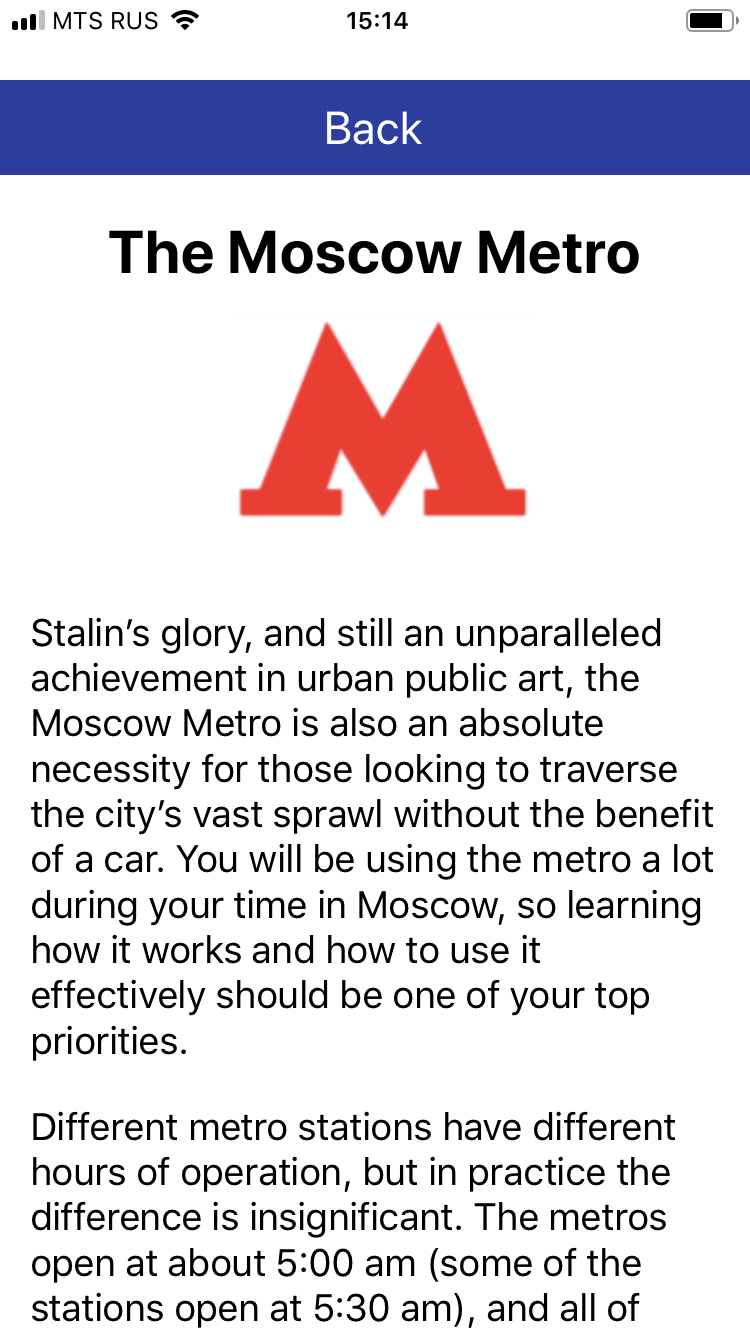 MTS RUS
15:14
Back
The Moscow Metro
M
Stalin’s glory, and still an unparalleled
achievement in urban public art, the
Moscow Metro is also an absolute
necessity for those looking to traverse
the city’s vast sprawl without the benefit
of a car. You will be using the metro a lot
during your time in Moscow, so learning
how it works and how to use it
effectively should be one of your top
priorities.
Different metro stations have different
hours of operation, but in practice the
difference is insignificant. The metros
open at about 5:00 am (some of the
stations open at 5:30 am), and all of